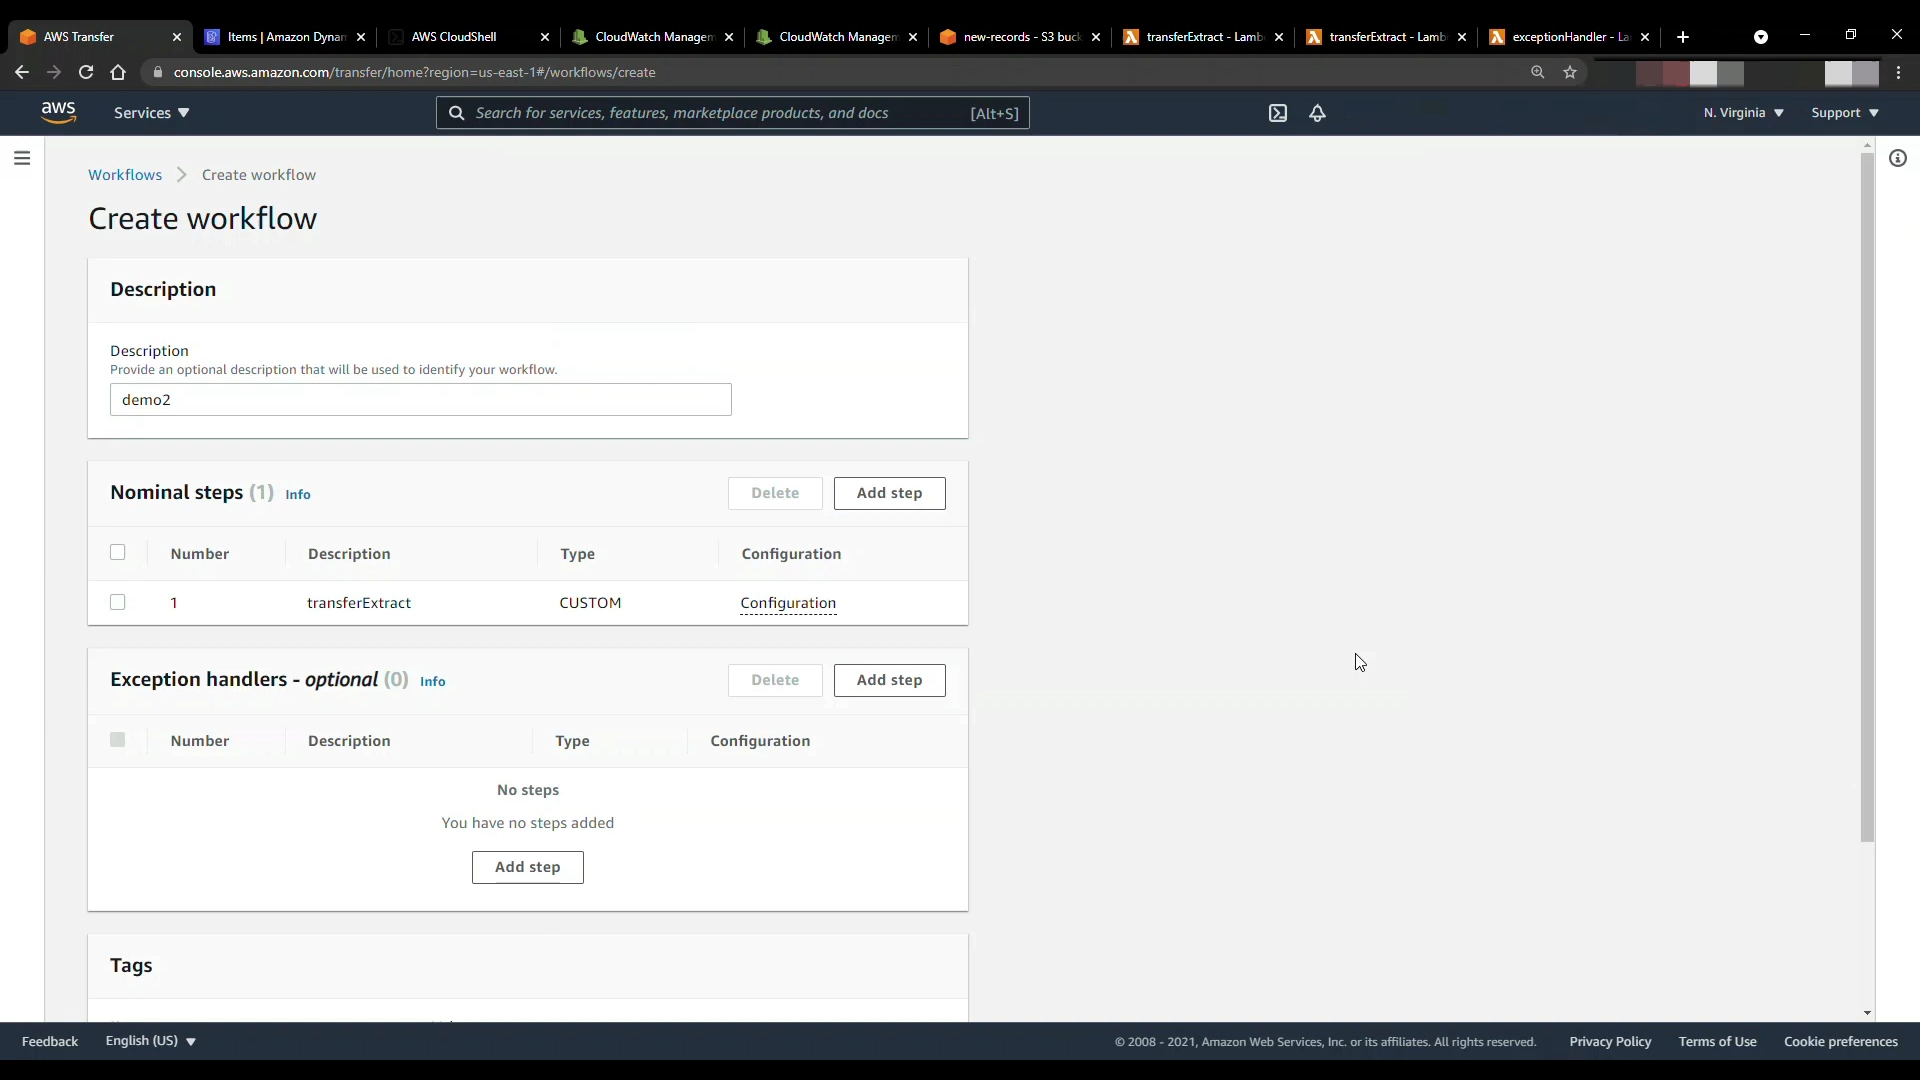 AWS Transfer
Items | Amazon Dynam
AWS CloudShell
CloudWatch Managem
CloudWatch Managem
new-records - S3 buck
transferExtract - Lamb
transferExtract - Lamb
exceptionHandler - La
console.aws.amazon.com/transfer/home?region=us-east-1#/workflows/create
aws
Services ▼
Search for services, features, marketplace products, and docs
[Alt+S]
N. Virginia ▼
Support ▼
Workflows > Create workflow
Create workflow
Description
Description
Provide an optional description that will be used to identify your workflow.
demo2
Nominal steps (1) Info
Delete
Add step
Number Description Type Configuration
1 transferExtract CUSTOM Configuration
Exception handlers - optional (0) Info
Delete
Add step
Number Description Type Configuration
No steps
You have no steps added
Add step
Tags
Feedback
English (US) ▼
© 2008 - 2021, Amazon Web Services, Inc. or its affiliates. All rights reserved.
Privacy Policy
Terms of Use
Cookie preferences